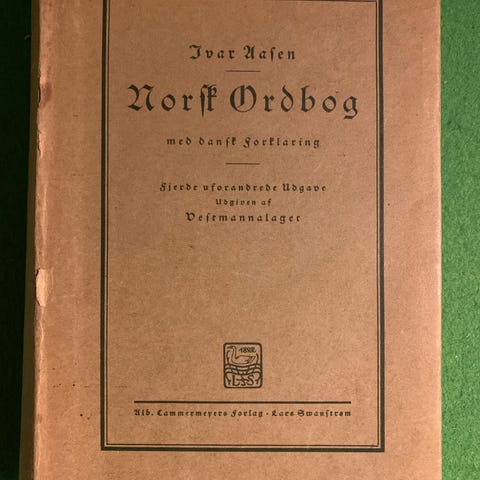 Ivar Aasen
Norsk Ordbog
med dansk Forklaring
Fjerde uforandrede Udgave
Udgiven af
Vestmannalaget
Alb. Cammermeyers Forlag · Lars Swanström